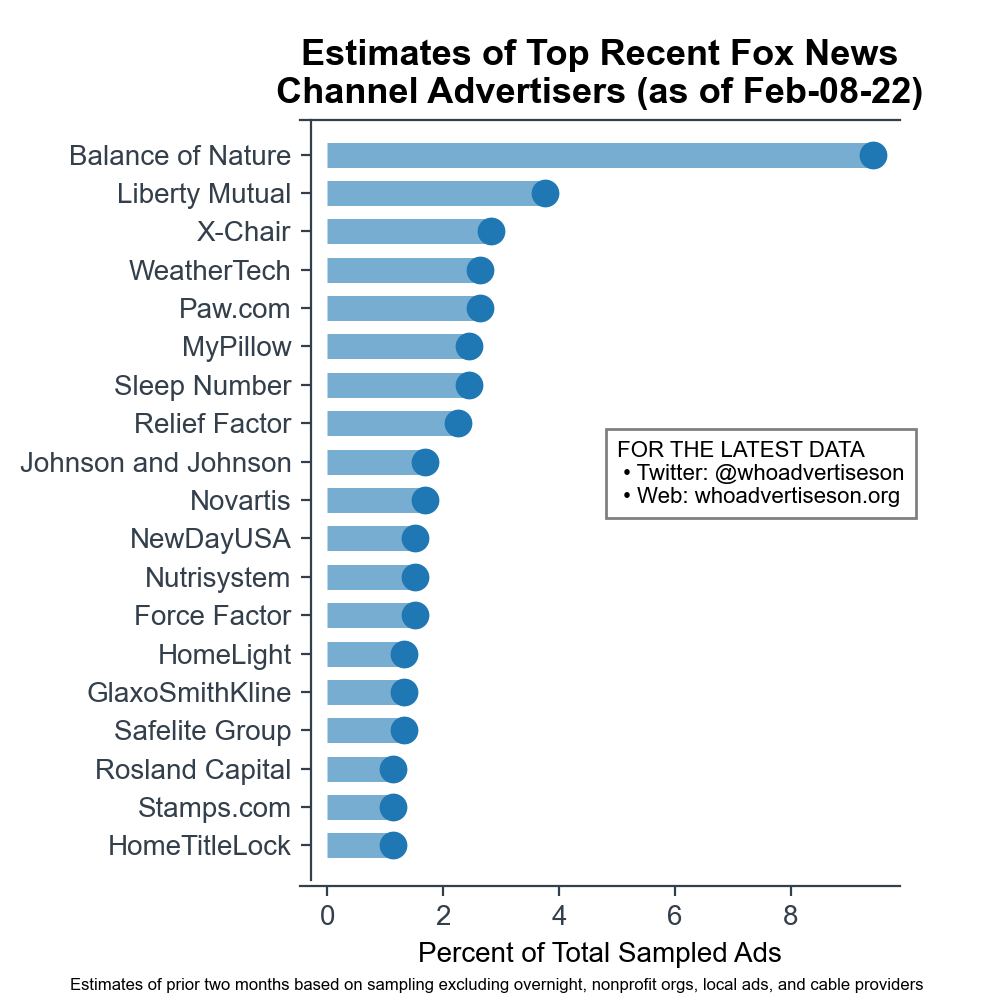 Estimates of Top Recent Fox News
Channel Advertisers (as of Feb-08-22)
Balance of Nature
Liberty Mutual
X-Chair
WeatherTech
Paw.com
MyPillow
Sleep Number
Relief Factor
Johnson and Johnson
Novartis
NewDayUSA
Nutrisystem
Force Factor
HomeLight
GlaxoSmithKline
Safelite Group
Rosland Capital
Stamps.com
HomeTitleLock
FOR THE LATEST DATA
• Twitter: @whoadvertiseson
• Web: whoadvertiseson.org
0 2 4 6 8
Percent of Total Sampled Ads
Estimates of prior two months based on sampling excluding overnight, nonprofit orgs, local ads, and cable providers